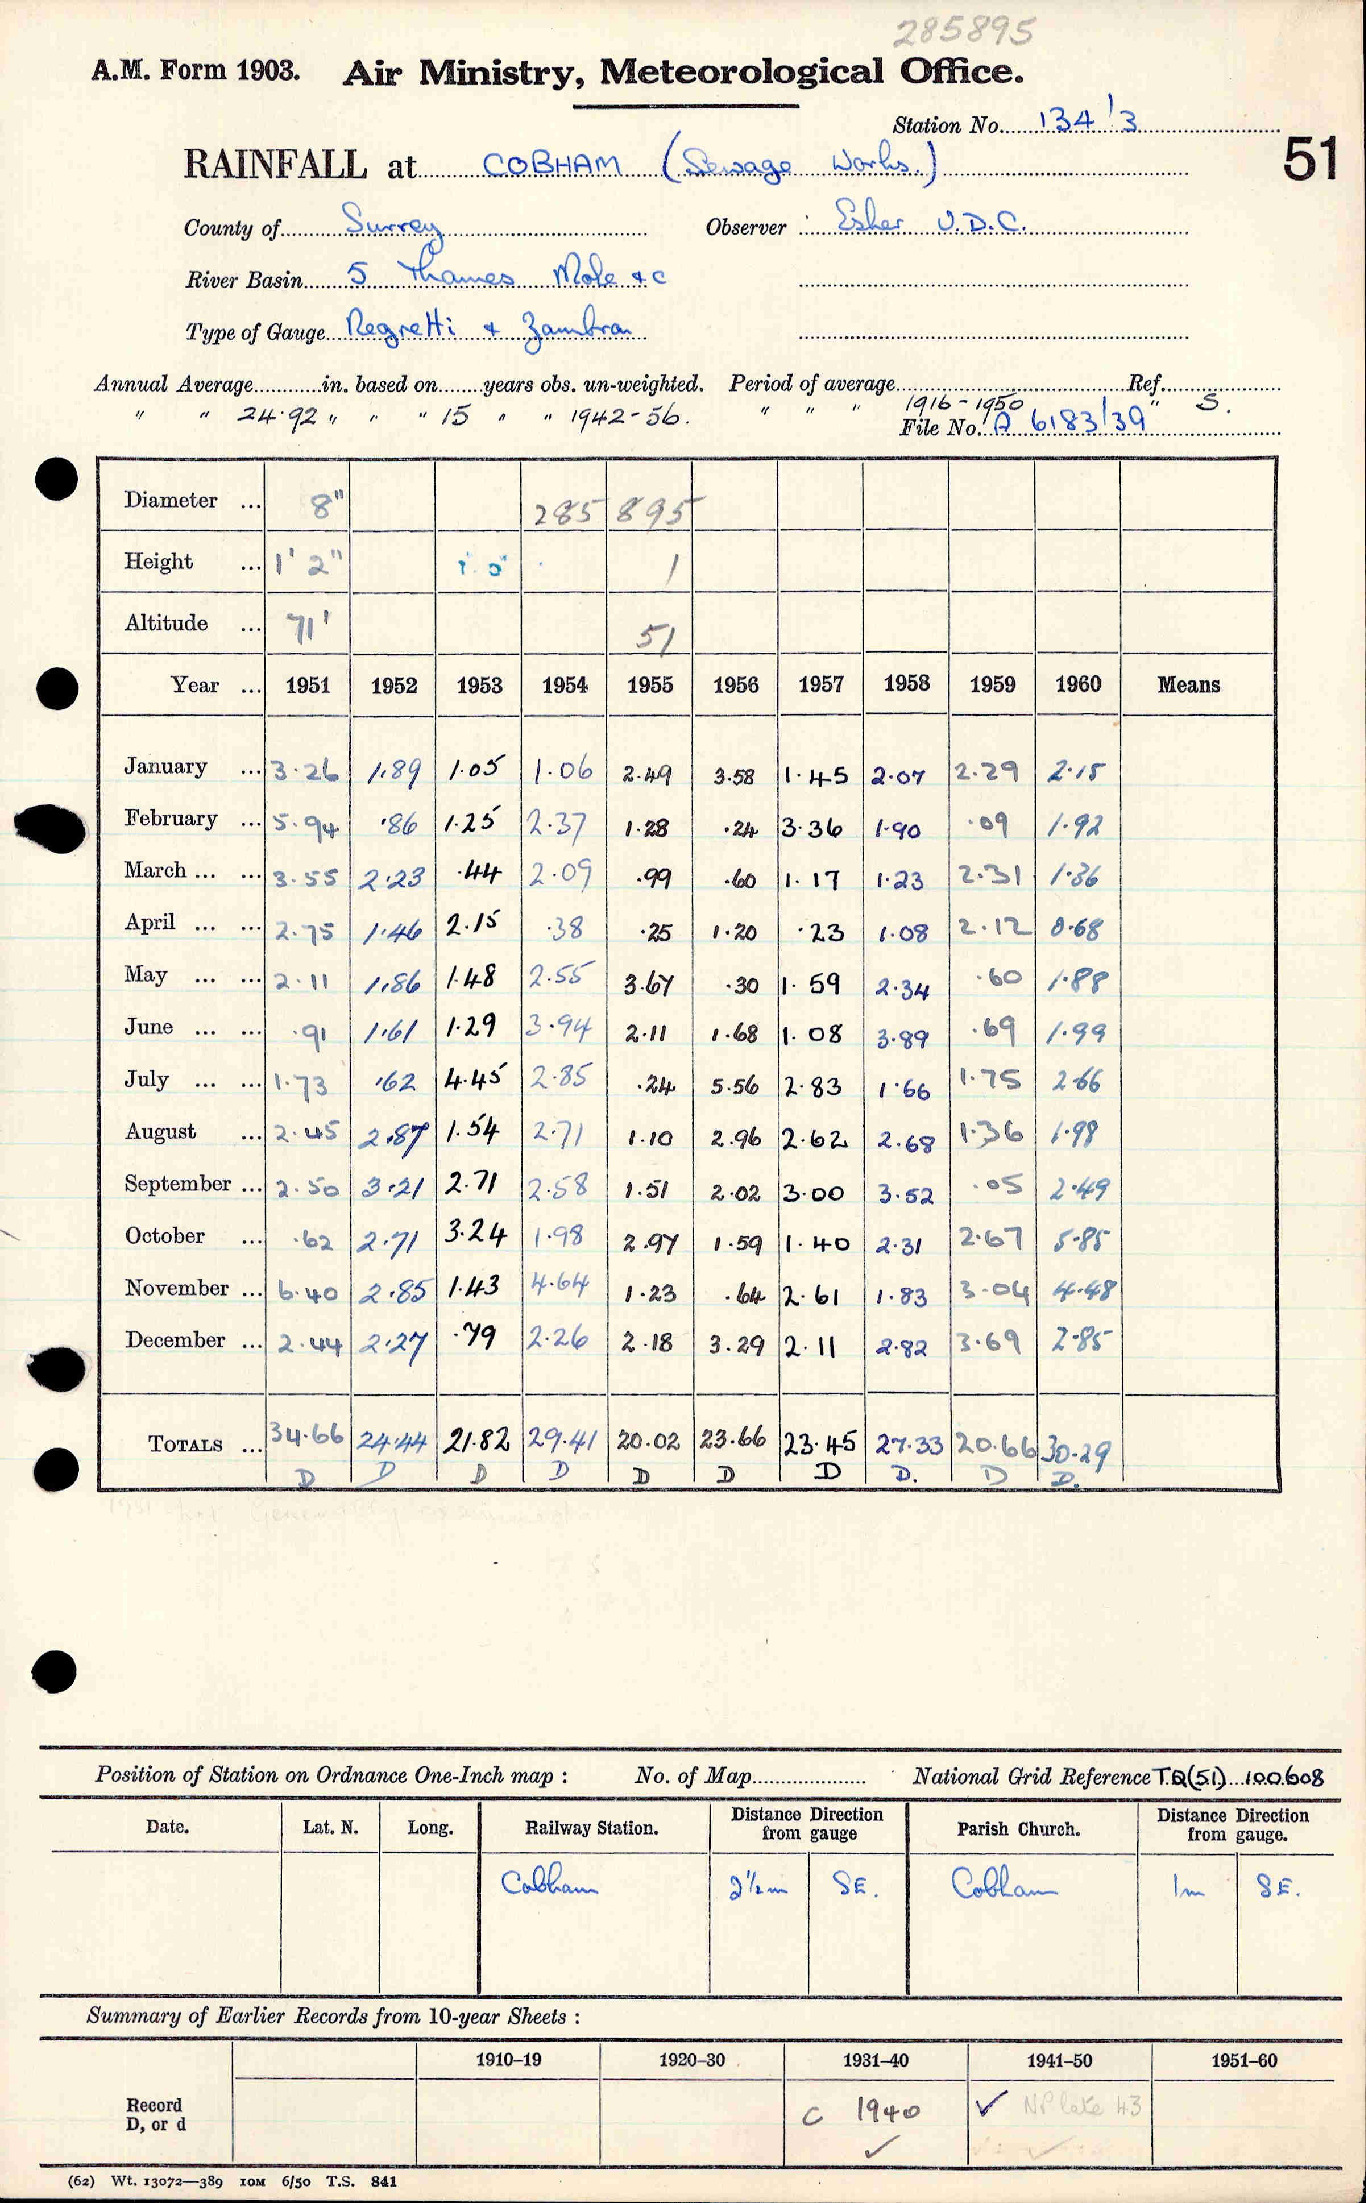 285895
A.M. Form 1903. Air Ministry, Meteorological Office.
Station No. 134/3
51
RAINFALL at COBHAM (Sewage Works.)
County of Surrey Observer : Esher U.D.C.
River Basin 5 Thames Mole & c
Type of Gauge Negretti & Zambra
Annual Average............in. based on.......years obs. un-weighted. Period of average............Ref.............
" " 24.92 " " " 15 " " 1942-56. " " " 1916-1950 " S.
File No. A 6183/39
Diameter ... 8" 285 895
Height ... 1' 2" 1' 0" 1
Altitude ... 71' 51
Year ... 1951 1952 1953 1954 1955 1956 1957 1958 1959 1960 Means
January ... 3.26 1.89 1.05 1.06 2.49 3.58 1.45 2.07 2.29 2.15
February ... 5.94 .86 1.25 2.37 1.28 .24 3.36 1.90 .09 1.92
March ... ... 3.55 2.23 .44 2.09 .99 .60 1.17 1.23 2.31 1.36
April ... ... 2.75 1.46 2.15 .38 .25 1.20 .23 1.08 2.12 0.68
May ... ... 2.11 1.86 1.48 2.55 3.67 .30 1.59 2.34 .60 1.88
June ... ... .91 1.61 1.29 3.94 2.11 1.68 1.08 3.89 .69 1.99
July ... ... 1.73 .62 4.45 2.85 .24 5.56 2.83 1.66 1.75 2.66
August ... 2.45 2.87 1.54 2.71 1.10 2.96 2.62 2.68 1.36 1.98
September ... 2.50 3.21 2.71 2.58 1.51 2.02 3.00 3.52 .05 2.49
October ... .62 2.71 3.24 1.98 2.97 1.59 1.40 2.31 2.67 5.85
November ... 6.40 2.85 1.43 4.64 1.23 .64 2.61 1.83 3.04 4.48
December ... 2.44 2.27 .79 2.26 2.18 3.29 2.11 2.82 3.69 2.85
TOTALS ... 34.66 24.44 21.82 29.41 20.02 23.66 23.45 27.33 20.66 30.29
D D D D D D D D. D D.
Position of Station on Ordnance One-Inch map : No. of Map.................... National Grid Reference TQ(51) 100.608
Date. Lat. N. Long. Railway Station. Distance Direction from gauge Parish Church. Distance Direction from gauge.
Cobham 2½m SE. Cobham 1m SE.
Summary of Earlier Records from 10-year Sheets :
1910–19 1920–30 1931–40 1941–50 1951–60
Record D, or d c 1940 ✓ ✓ NP late 43
(62) Wt. 13072—389 10M 6/50 T.S. 841